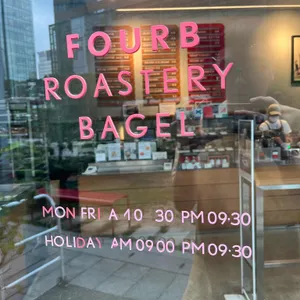 FOURB
ROASTERY
BAGEL
MON FRI A 10 30 PM 09:30
HOLIDAY AM 09 00 PM 09:30